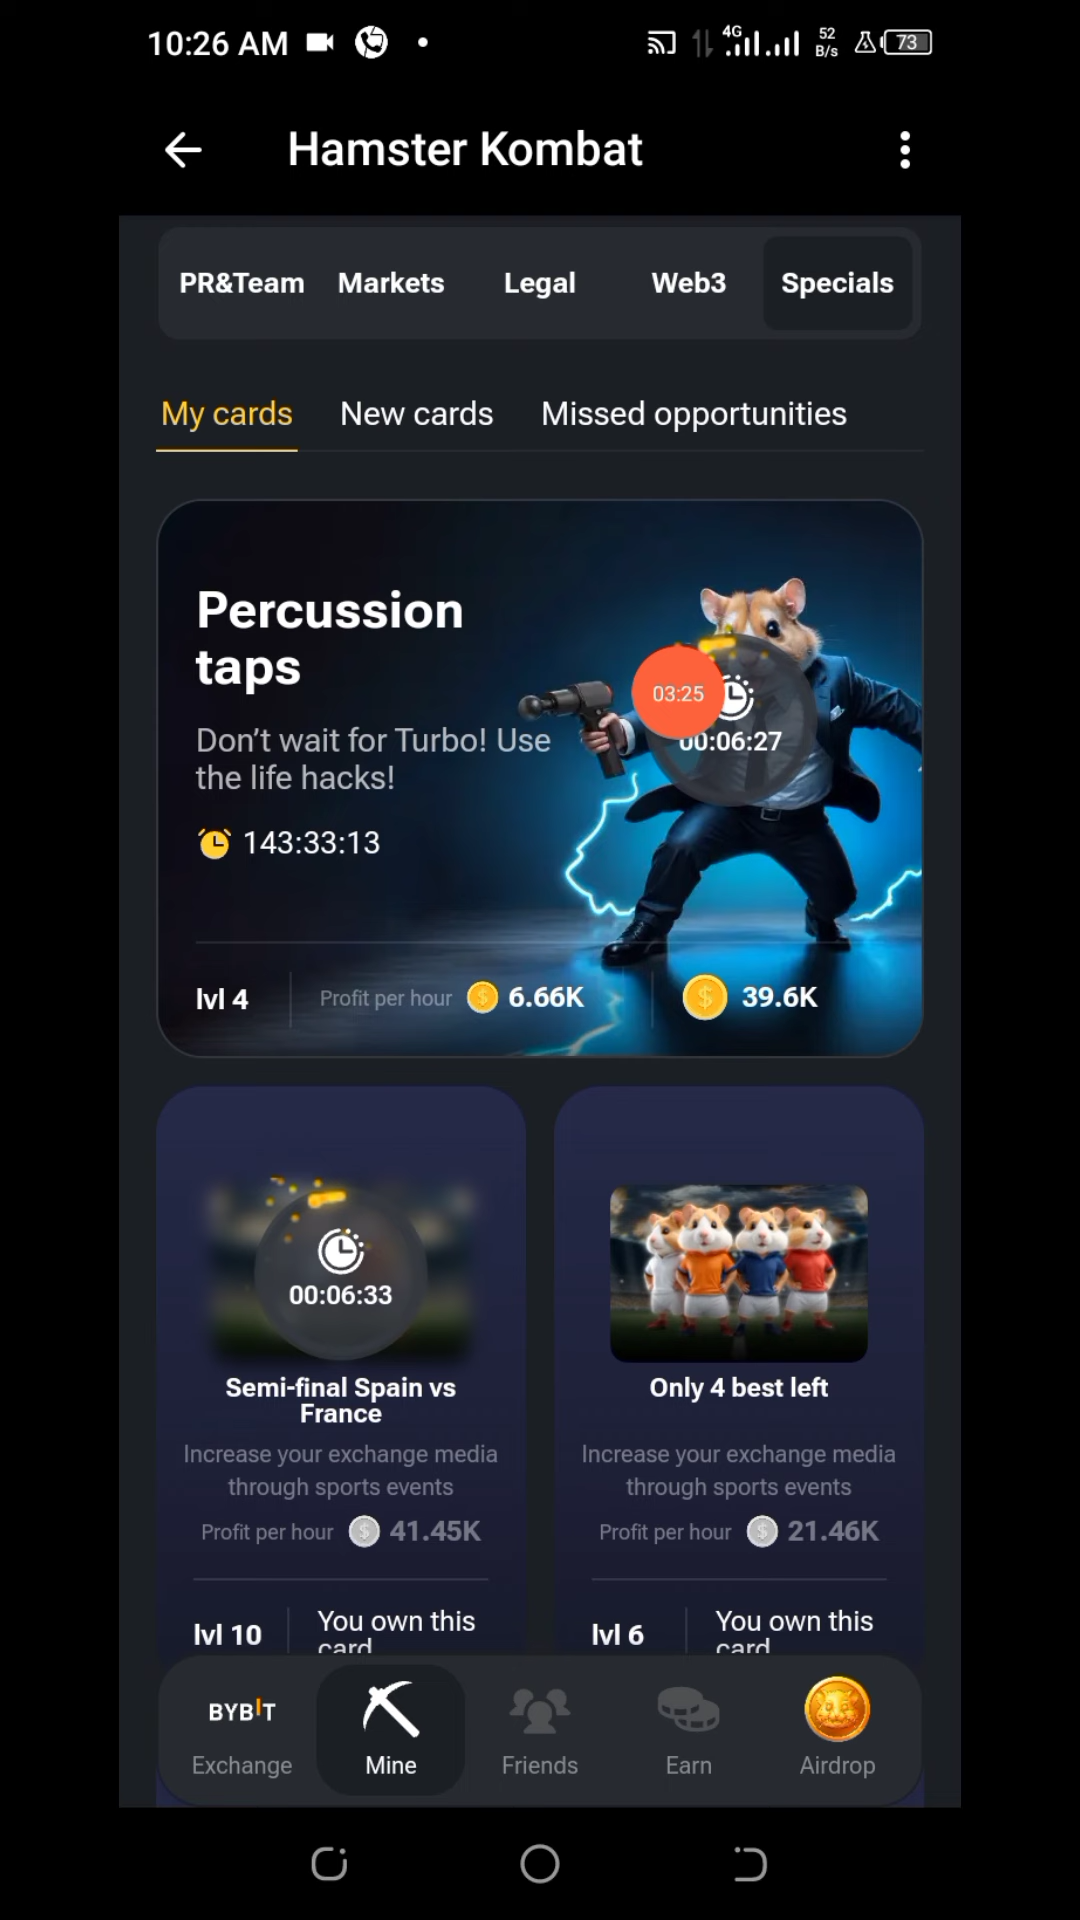 10:26 AM
4G
52
B/s
73
Hamster Kombat
PR&Team Markets Legal Web3 Specials
My cards New cards Missed opportunities
Percussion
taps
03:25
00:06:27
Don’t wait for Turbo! Use
the life hacks!
143:33:13
lvl 4 Profit per hour 6.66K 39.6K
00:06:33
Semi-final Spain vs
France
Increase your exchange media
through sports events
Profit per hour 41.45K
lvl 10 You own this
card
Only 4 best left
Increase your exchange media
through sports events
Profit per hour 21.46K
lvl 6 You own this
card
BYBIT
Exchange Mine Friends Earn Airdrop